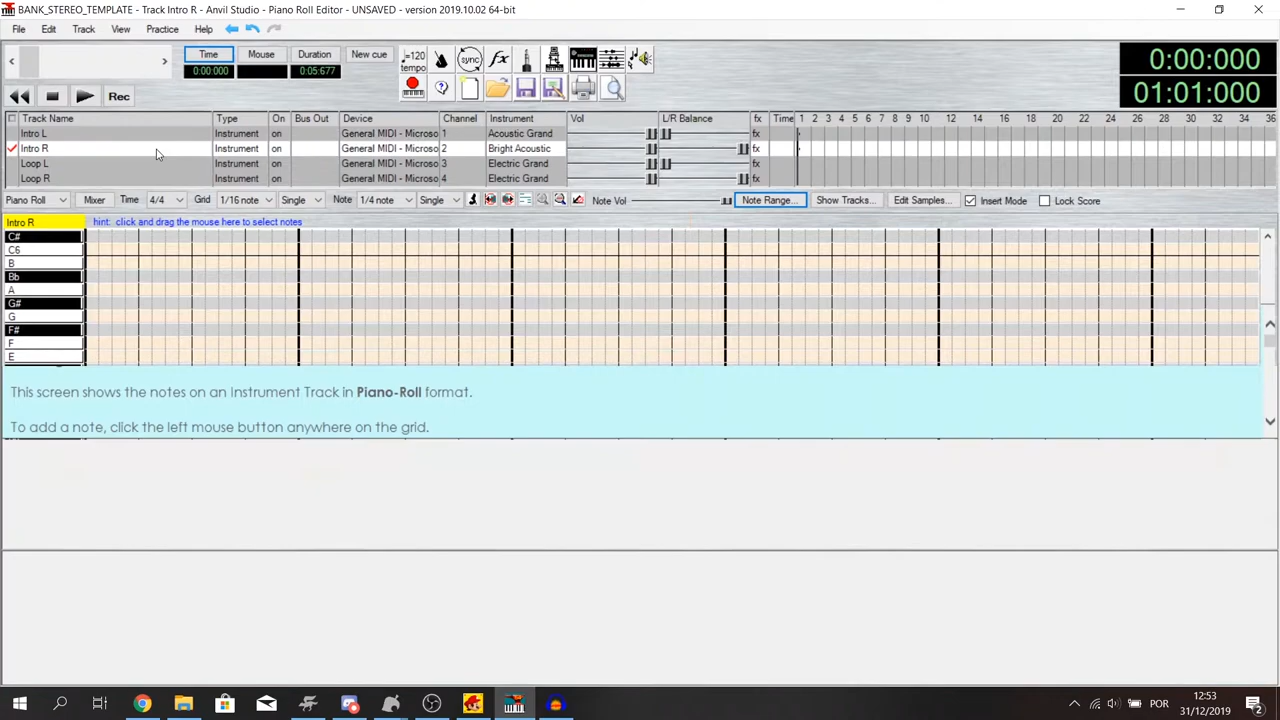 BANK_STEREO_TEMPLATE - Track Intro R - Anvil Studio - Piano Roll Editor - UNSAVED - version 2019.10.02 64-bit
File Edit Track View Practice Help
Time Mouse Duration New cue
0:00:000 0:05:677
♩=120 tempo
sync fx
Rec
0:00:000
01:01:000
Track Name Type On Bus Out Device Channel Instrument Vol L/R Balance fx Time 1 2 3 4 5 6 7 8 9 10 12 14 16 18 20 22 24 26 28 30 32 34 36
Intro L Instrument on General MIDI - Microso 1 Acoustic Grand fx
Intro R Instrument on General MIDI - Microso 2 Bright Acoustic fx
Loop L Instrument on General MIDI - Microso 3 Electric Grand fx
Loop R Instrument on General MIDI - Microso 4 Electric Grand fx
Piano Roll Mixer Time 4/4 Grid 1/16 note Single Note 1/4 note Single Note Vol Note Range... Show Tracks... Edit Samples... Insert Mode Lock Score
Intro R hint: click and drag the mouse here to select notes
C#
C6
B
Bb
A
G#
G
F#
F
E
This screen shows the notes on an Instrument Track in Piano-Roll format.
To add a note, click the left mouse button anywhere on the grid.
POR
12:53
31/12/2019
2